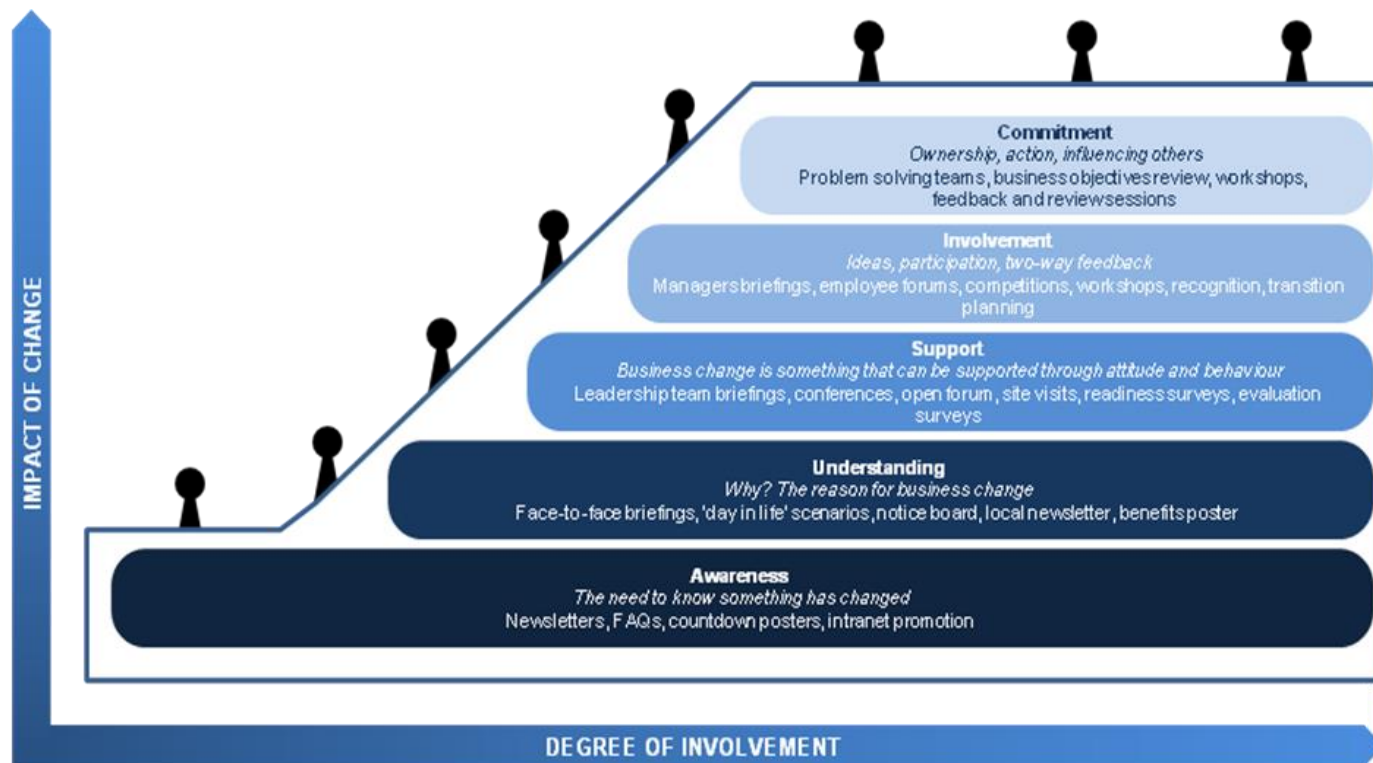 IMPACT OF CHANGE
Commitment
Ownership, action, influencing others
Problem solving teams, business objectives review, workshops,
feedback and review sessions
Involvement
Ideas, participation, two-way feedback
Managers briefings, employee forums, competitions, workshops, recognition, transition
planning
Support
Business change is something that can be supported through attitude and behaviour
Leadership team briefings, conferences, open forum, site visits, readiness surveys, evaluation
surveys
Understanding
Why? The reason for business change
Face-to-face briefings, 'day in life' scenarios, notice board, local newsletter, benefits poster
Awareness
The need to know something has changed
Newsletters, FAQs, countdown posters, intranet promotion
DEGREE OF INVOLVEMENT